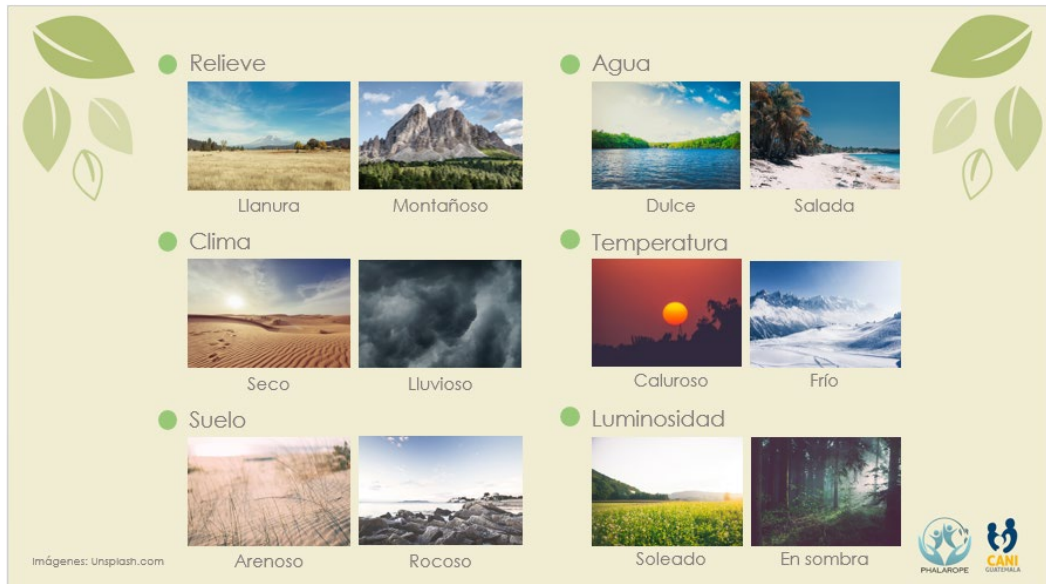 Relieve
Llanura
Montañoso
Agua
Dulce
Salada
Clima
Seco
Lluvioso
Temperatura
Caluroso
Frío
Suelo
Arenoso
Rocoso
Luminosidad
Soleado
En sombra
Imágenes: Unsplash.com
PHALAROPE
CANI
GUATEMALA